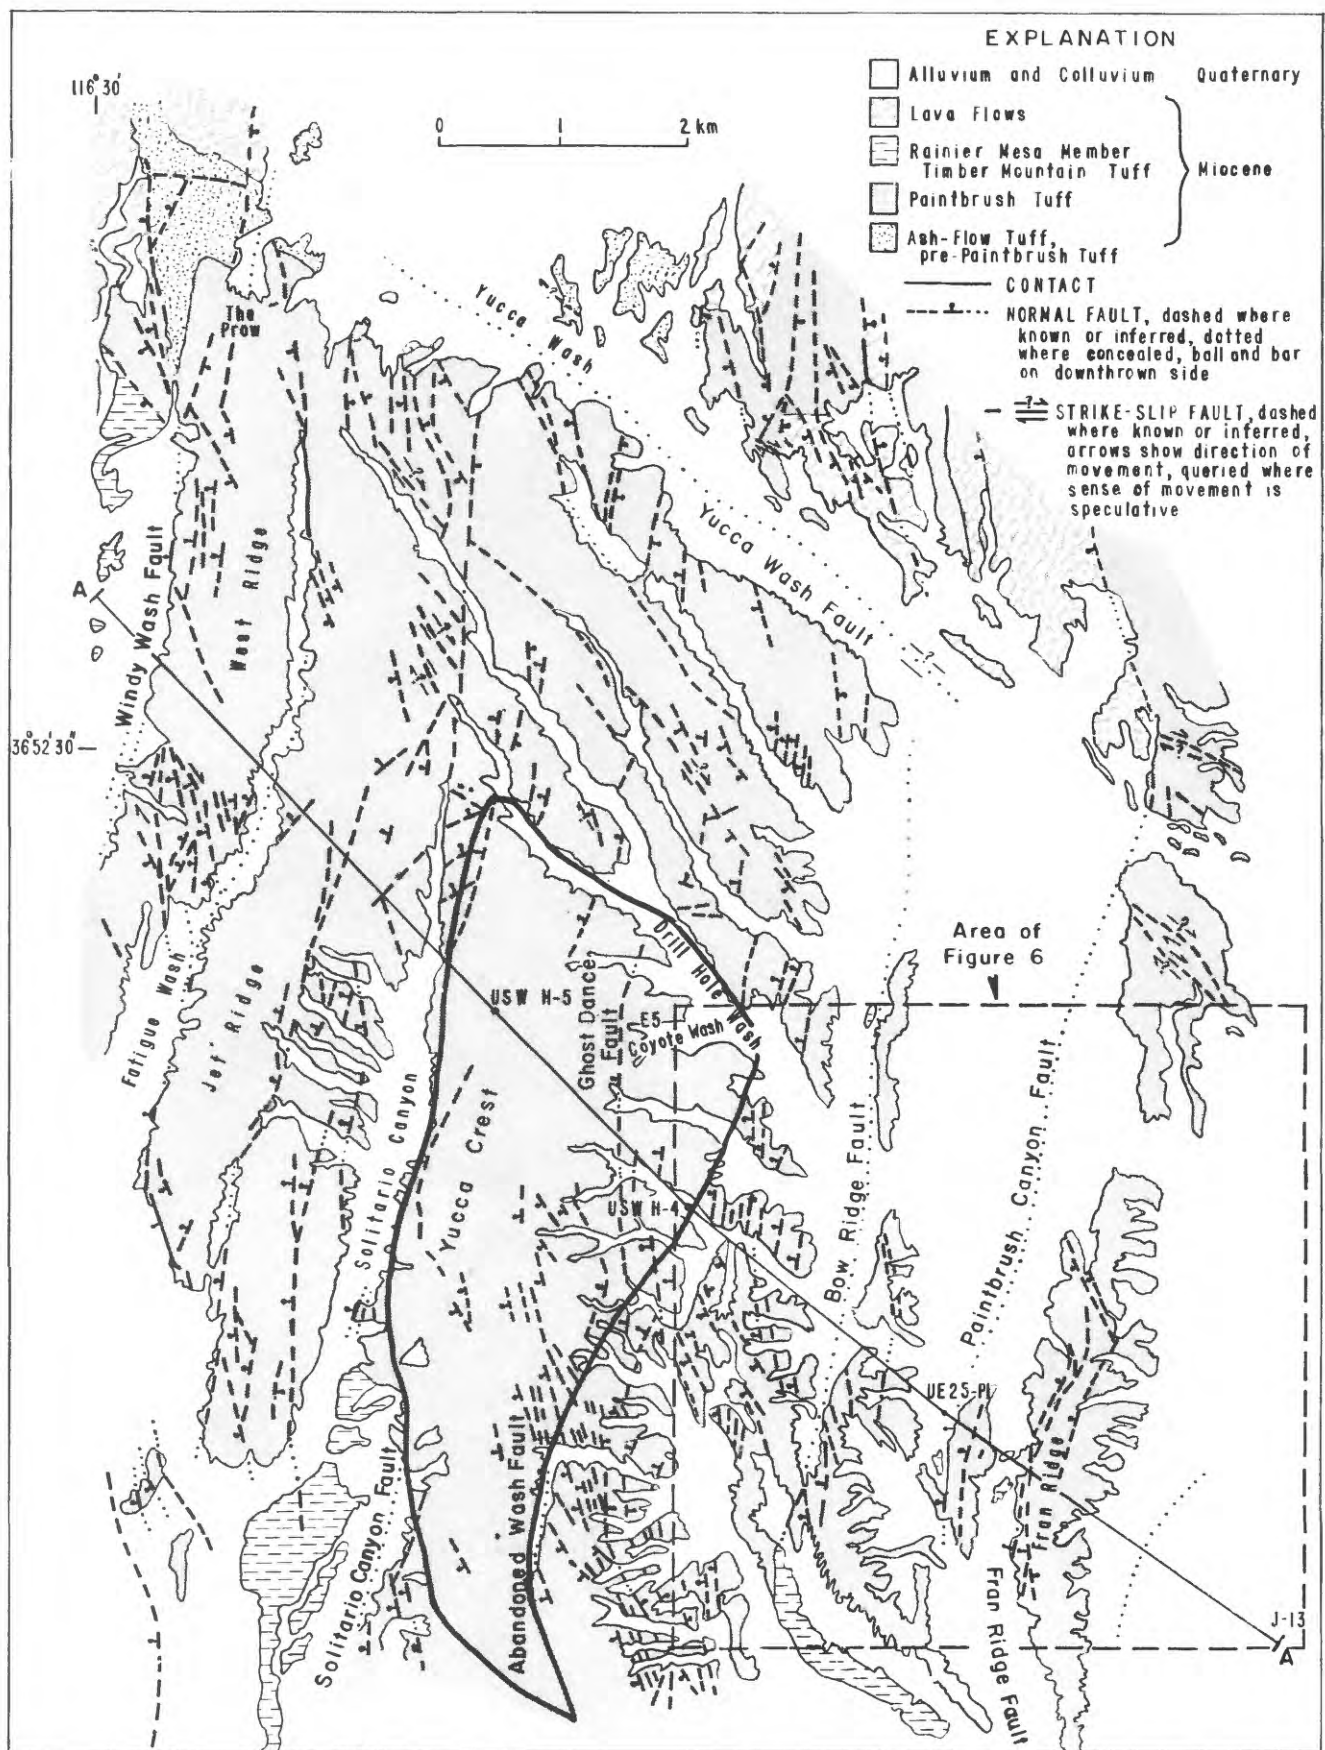 EXPLANATION
Alluvium and Colluvium Quaternary
Lava Flows
Rainier Mesa Member
Timber Mountain Tuff
Miocene
Paintbrush Tuff
Ash-Flow Tuff,
pre-Paintbrush Tuff
CONTACT
NORMAL FAULT, dashed where
known or inferred, dotted
where concealed, ball and bar
on downthrown side
STRIKE-SLIP FAULT, dashed
where known or inferred,
arrows show direction of
movement, queried where
sense of movement is
speculative
116°30'
0 1 2 km
The
Prow
Yucca
Wash
Yucca Wash Fault
A
Windy Wash Fault
West Ridge
36°52'30"
Fatigue Wash
Jet Ridge
Solitario Canyon
Yucca Crest
USW H-5
Ghost Dance
Fault
Drill Hole Wash
E5
Coyote Wash
Area of
Figure 6
USW H-4
Bow Ridge Fault
Paintbrush Canyon Fault
UE25-P1
Fran Ridge
Fran Ridge Fault
Solitario Canyon Fault
Abandoned Wash Fault
J-13
A'